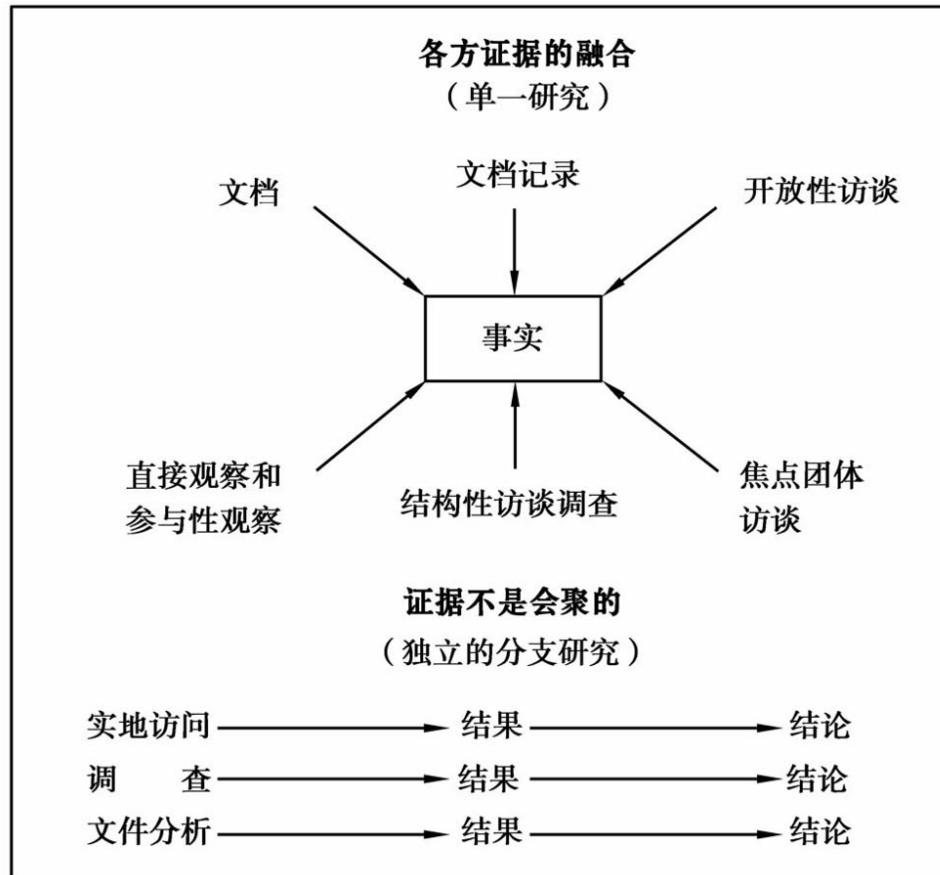 各方证据的融合
（单一研究）
文档
文档记录
开放性访谈
事实
直接观察和
参与性观察
结构性访谈调查
焦点团体
访谈
证据不是会聚的
（独立的分支研究）
实地访问 结果 结论
调 查 结果 结论
文件分析 结果 结论